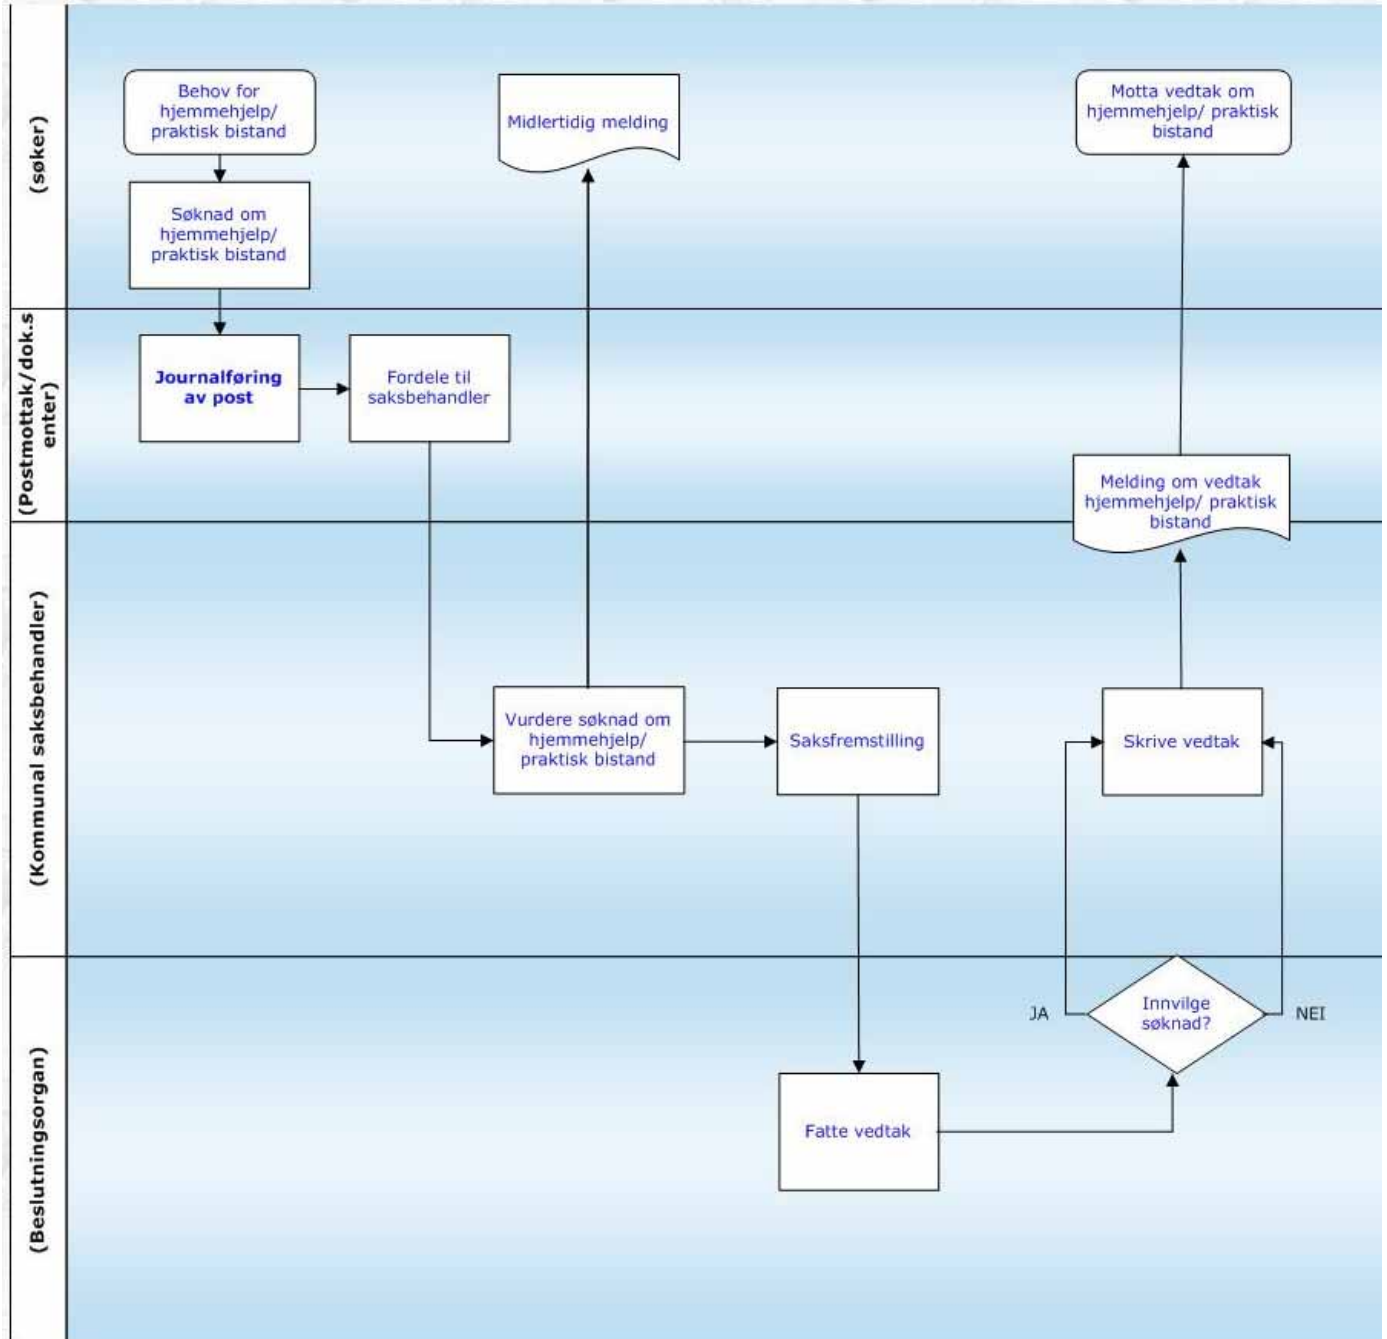 (søker)
Behov for
hjemmehjelp/
praktisk bistand
Midlertidig melding
Motta vedtak om
hjemmehjelp/ praktisk
bistand
Søknad om
hjemmehjelp/
praktisk bistand
(Postmottak/dok.s
enter)
Journalføring
av post
Fordele til
saksbehandler
Melding om vedtak
hjemmehjelp/ praktisk
bistand
(Kommunal saksbehandler)
Vurdere søknad om
hjemmehjelp/
praktisk bistand
Saksfremstilling
Skrive vedtak
(Beslutningsorgan)
JA
Innvilge
søknad?
NEI
Fatte vedtak